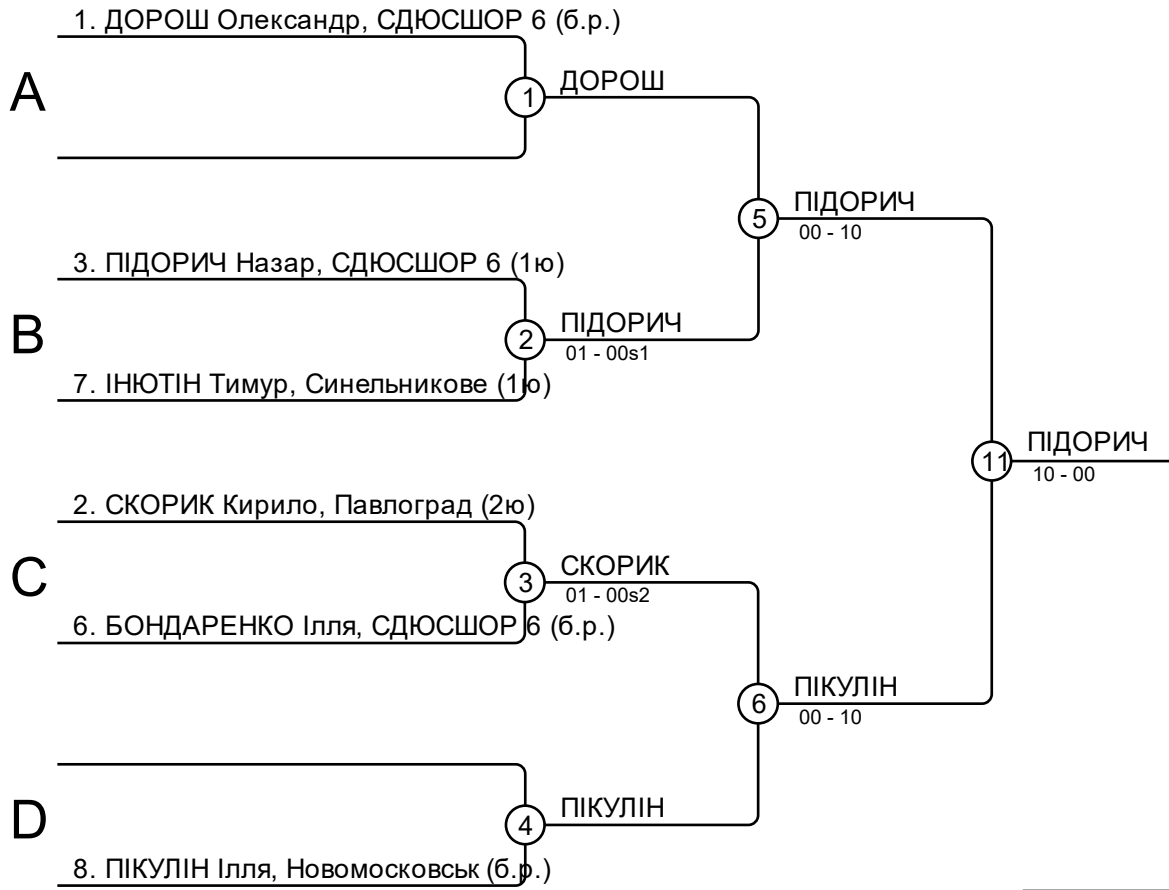 1. ДОРОШ Олександр, СДЮСШОР 6 (б.р.)
A
1
ДОРОШ
5
ПІДОРИЧ
00 - 10
3. ПІДОРИЧ Назар, СДЮСШОР 6 (1ю)
B
2
ПІДОРИЧ
01 - 00s1
7. ІНЮТІН Тимур, Синельникове (1ю)
11
ПІДОРИЧ
10 - 00
2. СКОРИК Кирило, Павлоград (2ю)
C
3
СКОРИК
01 - 00s2
6. БОНДАРЕНКО Ілля, СДЮСШОР 6 (б.р.)
6
ПІКУЛІН
00 - 10
D
4
ПІКУЛІН
8. ПІКУЛІН Ілля, Новомосковськ (б.р.)